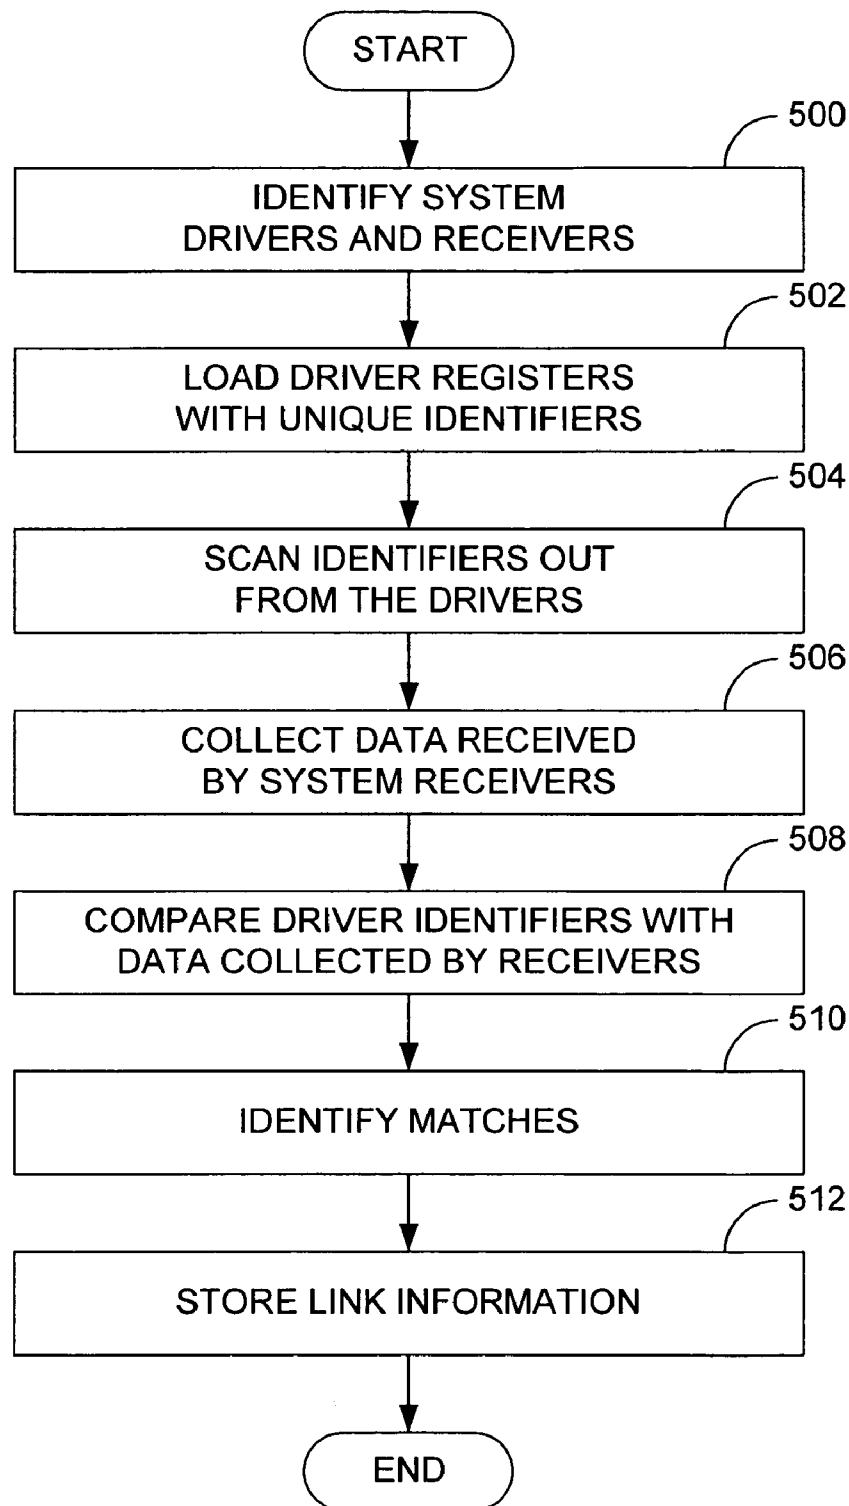 START
500
IDENTIFY SYSTEM
DRIVERS AND RECEIVERS
502
LOAD DRIVER REGISTERS
WITH UNIQUE IDENTIFIERS
504
SCAN IDENTIFIERS OUT
FROM THE DRIVERS
506
COLLECT DATA RECEIVED
BY SYSTEM RECEIVERS
508
COMPARE DRIVER IDENTIFIERS WITH
DATA COLLECTED BY RECEIVERS
510
IDENTIFY MATCHES
512
STORE LINK INFORMATION
END